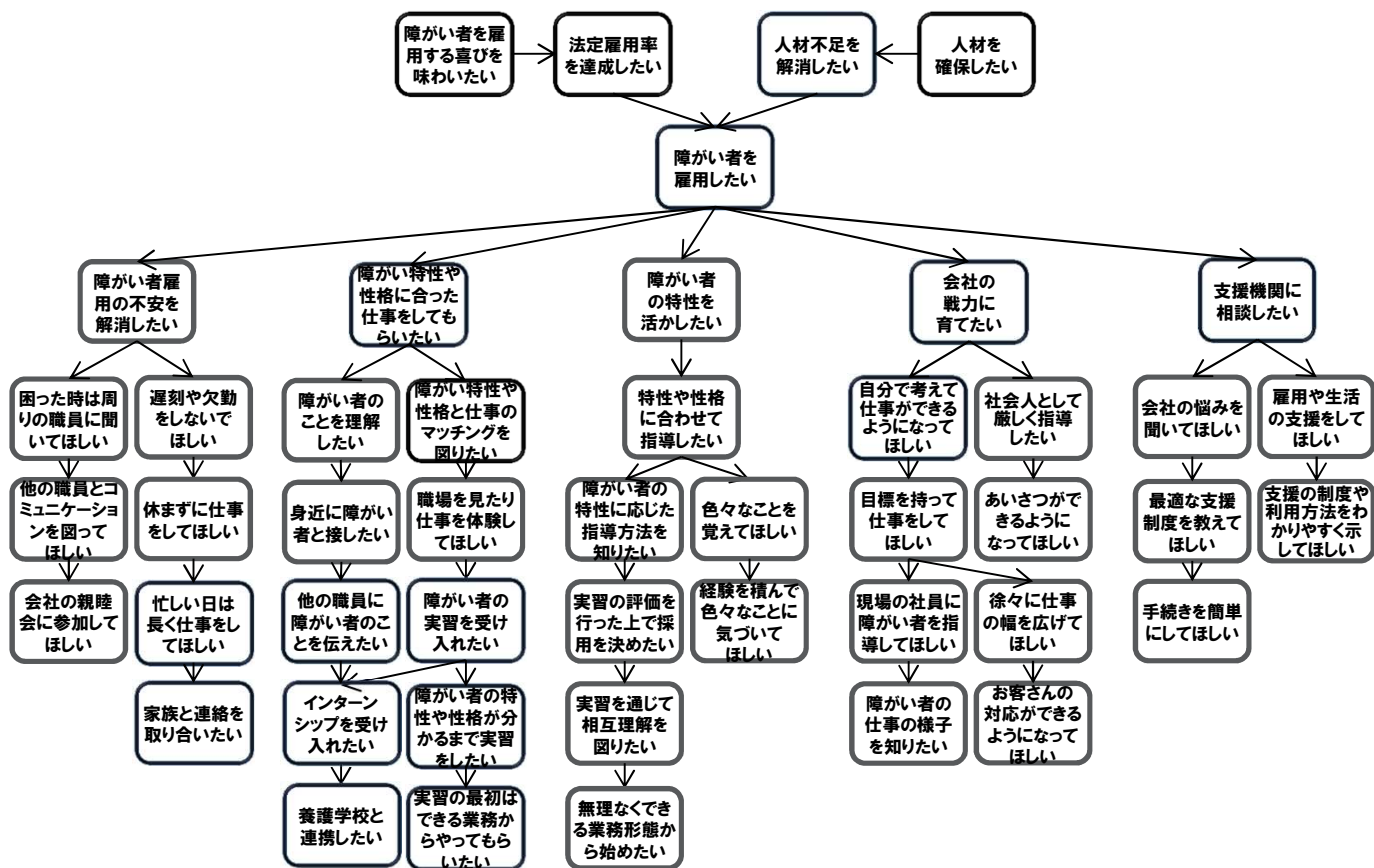 障がい者を雇
用する喜びを
味わいたい
法定雇用率
を達成したい
人材不足を
解消したい
人材を
確保したい
障がい者を
雇用したい
障がい者雇
用の不安を
解消したい
障がい特性や
性格に合った
仕事をしても
らいたい
障がい者
の特性を
活かしたい
会社の
戦力に
育てたい
支援機関に
相談したい
困った時は周
りの職員に聞
いてほしい
遅刻や欠勤
をしないで
ほしい
障がい者の
ことを理解
したい
障がい特性や
性格と仕事の
マッチングを
図りたい
特性や性格
に合わせて
指導したい
自分で考えて
仕事ができる
ようになって
ほしい
社会人として
厳しく指導
したい
会社の悩みを
聞いてほしい
雇用や生活
の支援をして
ほしい
他の職員とコ
ミュニケーショ
ンを図って
ほしい
休まずに仕事
をしてほしい
身近に障がい
者と接したい
職場を見たり
仕事を体験して
ほしい
障がい者の
特性に応じた
指導方法を
知りたい
色々なことを
覚えてほしい
目標を持って
仕事をして
ほしい
あいさつがで
きるように
なってほしい
最適な支援
制度を教えて
ほしい
支援の制度や
利用方法をわ
かりやすく示
してほしい
会社の親睦
会に参加して
ほしい
忙しい日は
長く仕事をし
てほしい
他の職員に
障がい者のこ
とを伝えたい
障がい者の
実習を受け
入れたい
実習の評価を
行った上で採
用を決めたい
経験を積んで
色々なことに
気づいて
ほしい
現場の社員に
障がい者を指
導してほしい
徐々に仕事
の幅を広げて
ほしい
手続きを簡単
にしてほしい
家族と連絡を
取り合いたい
インターン
シップを受け
入れたい
障がい者の特
性や性格が分
かるまで実習
をしたい
実習を通じて
相互理解を
図りたい
障がい者の
仕事の様子
を知りたい
お客さんの
対応ができる
ようになって
ほしい
養護学校と
連携したい
実習の最初は
できる業務か
らやってもら
いたい
無理なくでき
る業務形態か
ら始めたい